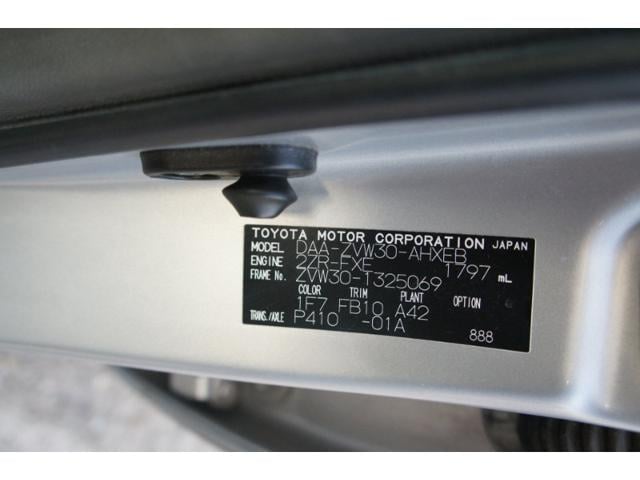 TOYOTA MOTOR CORPORATION JAPAN
MODEL DAA-ZVW30-AHXEB
ENGINE 2ZR-FXE 1797 mL
FRAME No. ZVW30-1325069
COLOR TRIM PLANT OPTION
1F7 FB10 A42
TRANS./AXLE P410 -01A
888